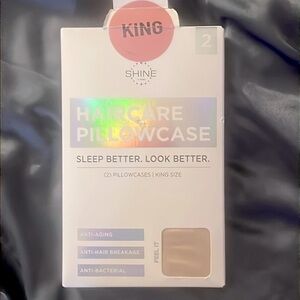 KING
2
SHINE
HAIRCARE
PILLOWCASE
SLEEP BETTER. LOOK BETTER.
(2) PILLOWCASES | KING SIZE
ANTI-AGING
ANTI-HAIR BREAKAGE
ANTI-BACTERIAL
FEEL IT